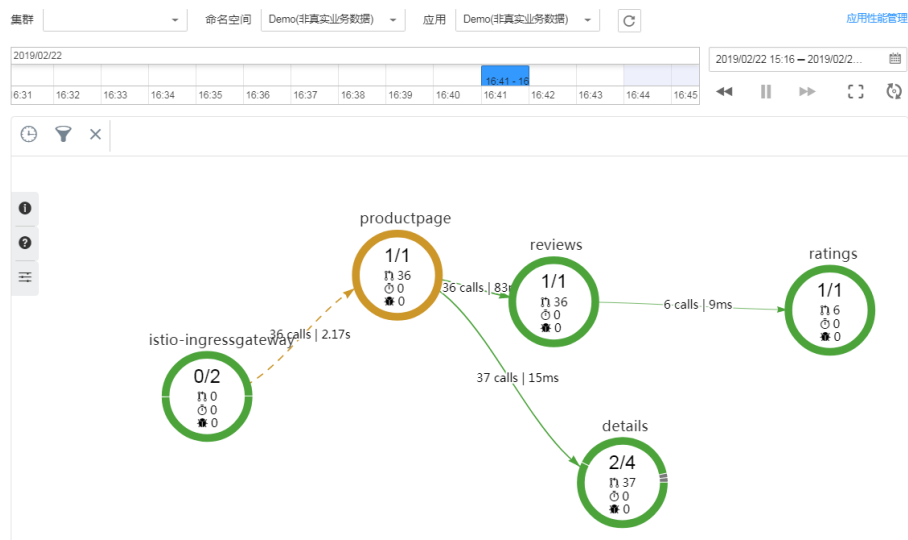 集群 命名空间 Demo(非真实业务数据) 应用 Demo(非真实业务数据) 应用性能管理
2019/02/22
2019/02/22 15:16 – 2019/02/2...
16:41 - 16
6:31 16:32 16:33 16:34 16:35 16:36 16:37 16:38 16:39 16:40 16:41 16:42 16:43 16:44 16:45
productpage
1/1
36
0
0
reviews
1/1
36
0
0
ratings
1/1
6
0
0
36 calls | 83m
6 calls | 9ms
istio-ingressgateway
36 calls | 2.17s
0/2
0
0
0
37 calls | 15ms
details
2/4
37
0
0